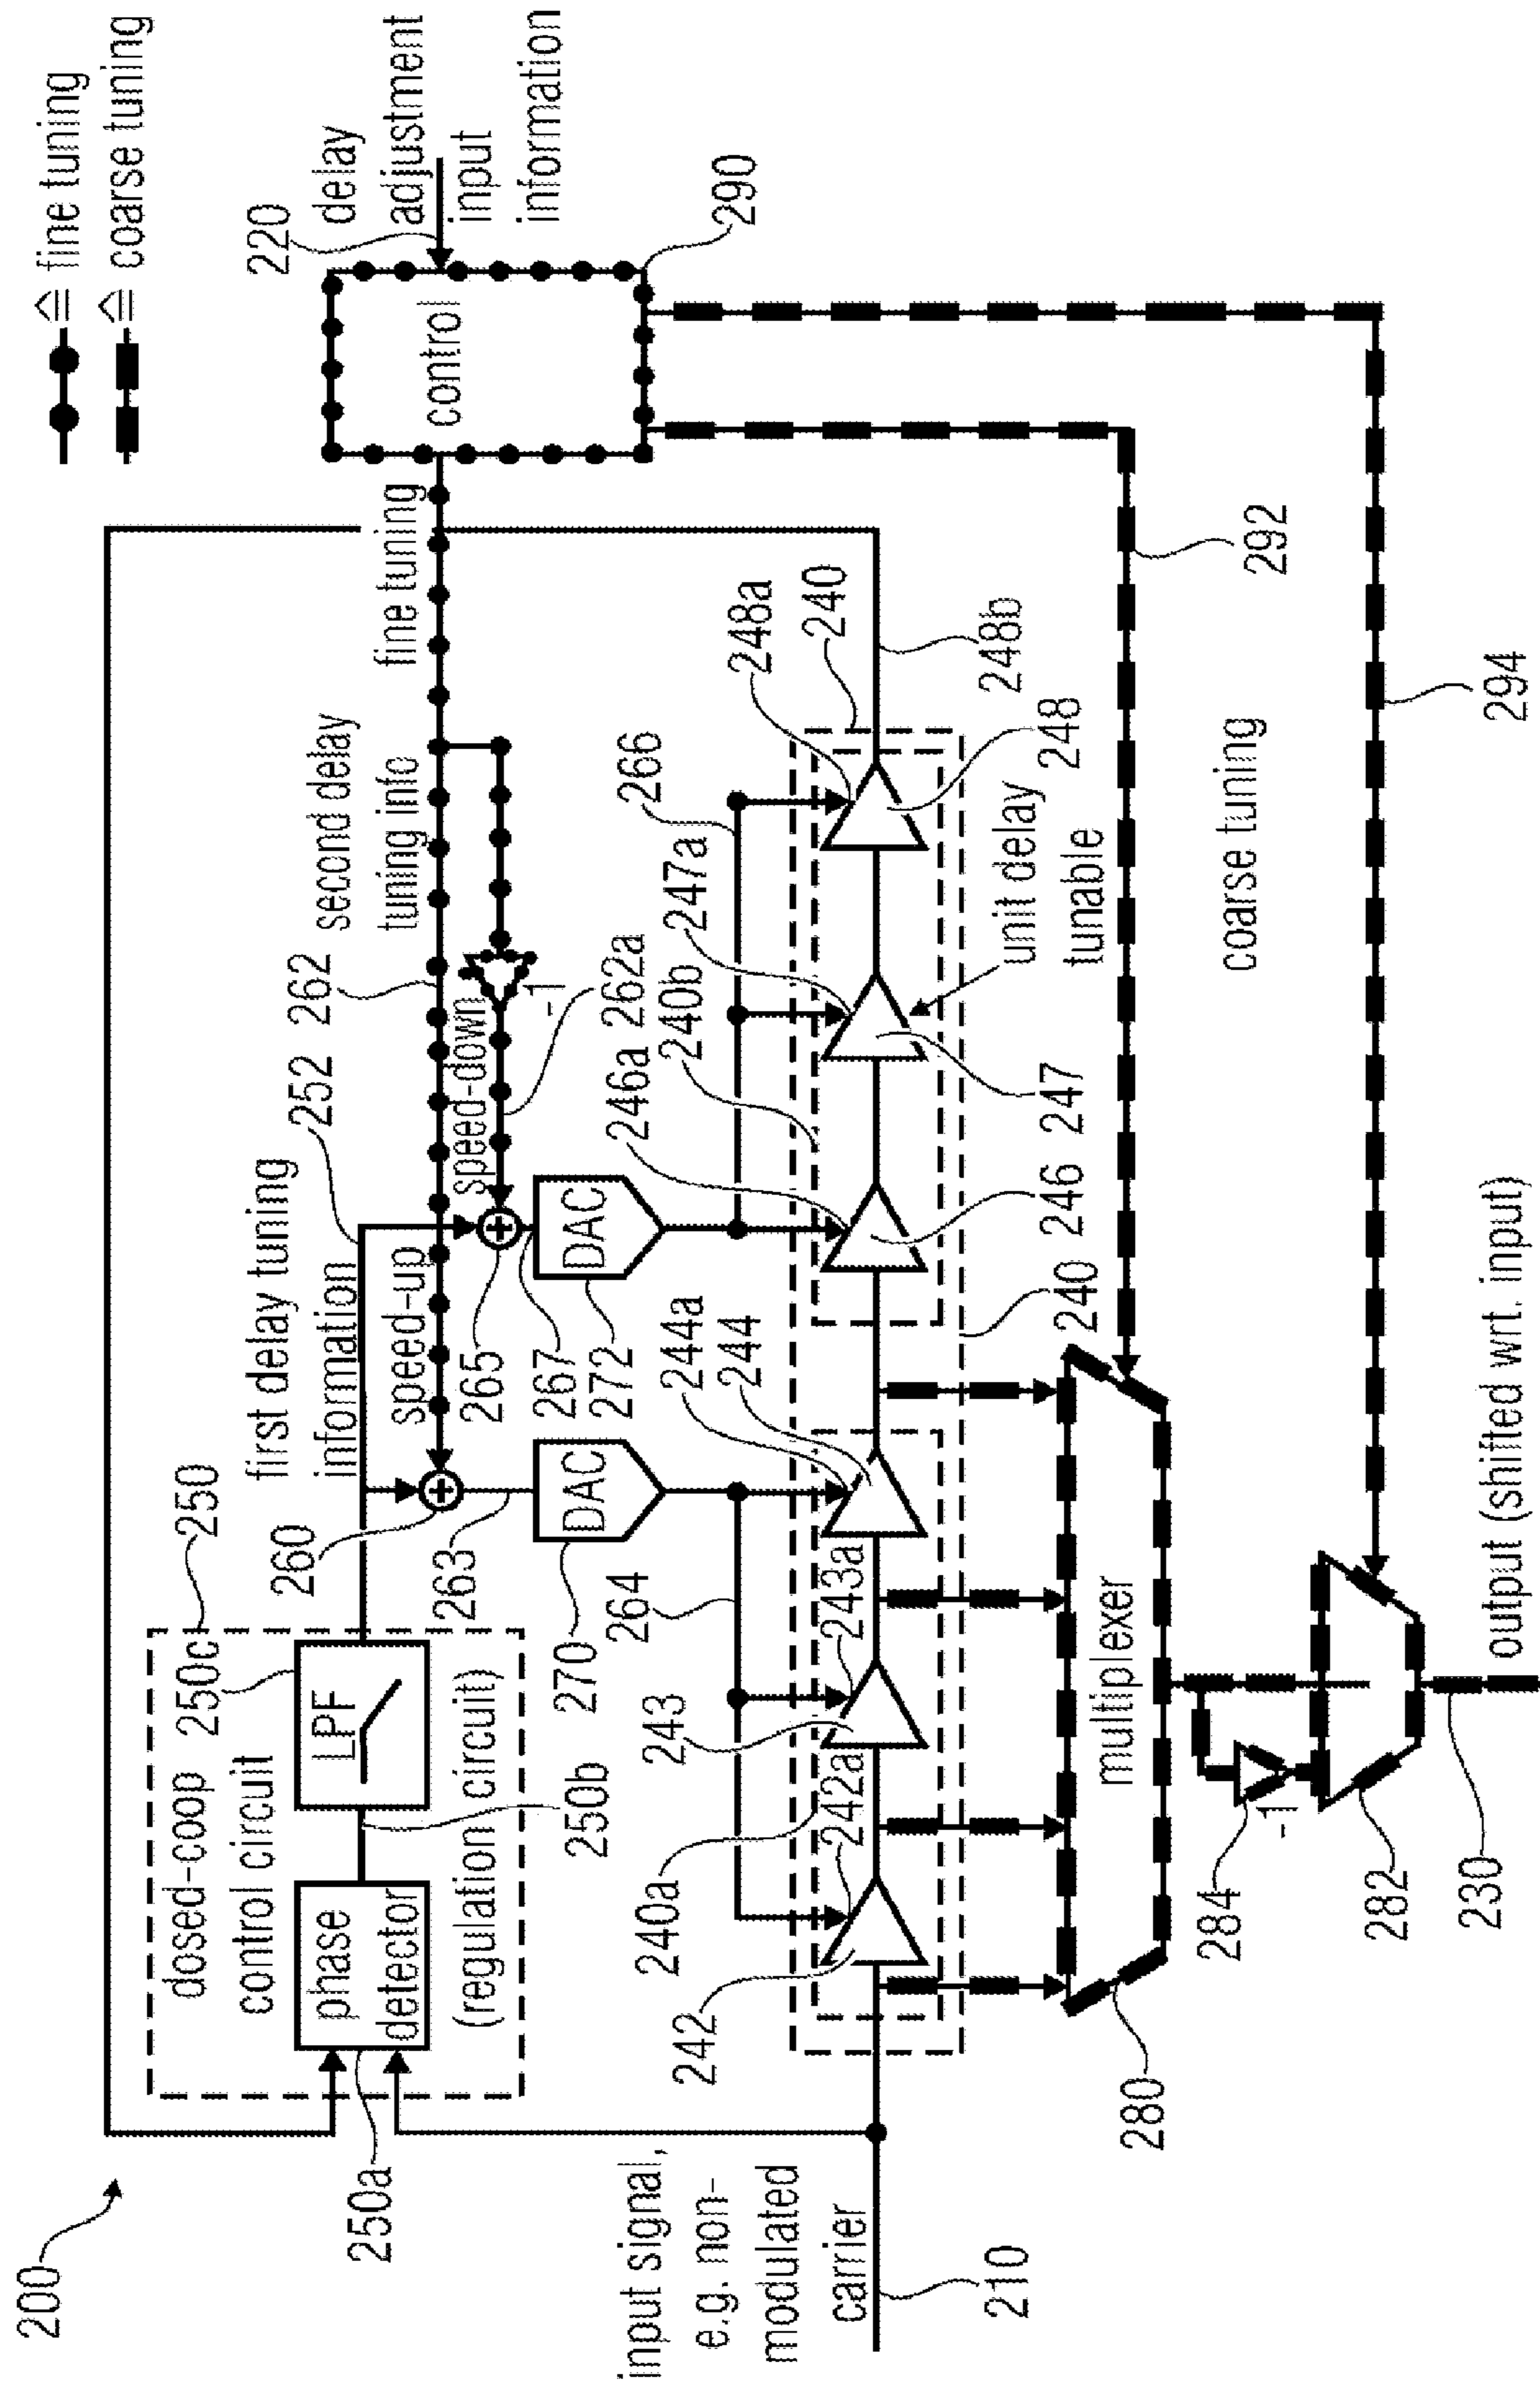 200
fine tuning
coarse tuning
250
dosed-coop
control circuit
250c
phase
detector
LPF
(regulation circuit)
250a
250b
first delay tuning
information
252
262
second delay
tuning info
fine tuning
220
delay
adjustment
input
information
control
290
260
speed-up
speed-down
-1
262a
265
263
267
DAC
270
DAC
272
264
266
input signal,
e.g. non-
modulated
carrier
210
242
240a
242a
243
243a
244a
244
246a
240b
247a
248a
240
246
247
248
248b
unit delay
tunable
240
292
coarse tuning
294
multiplexer
280
284
-1
282
230
output (shifted wrt. input)